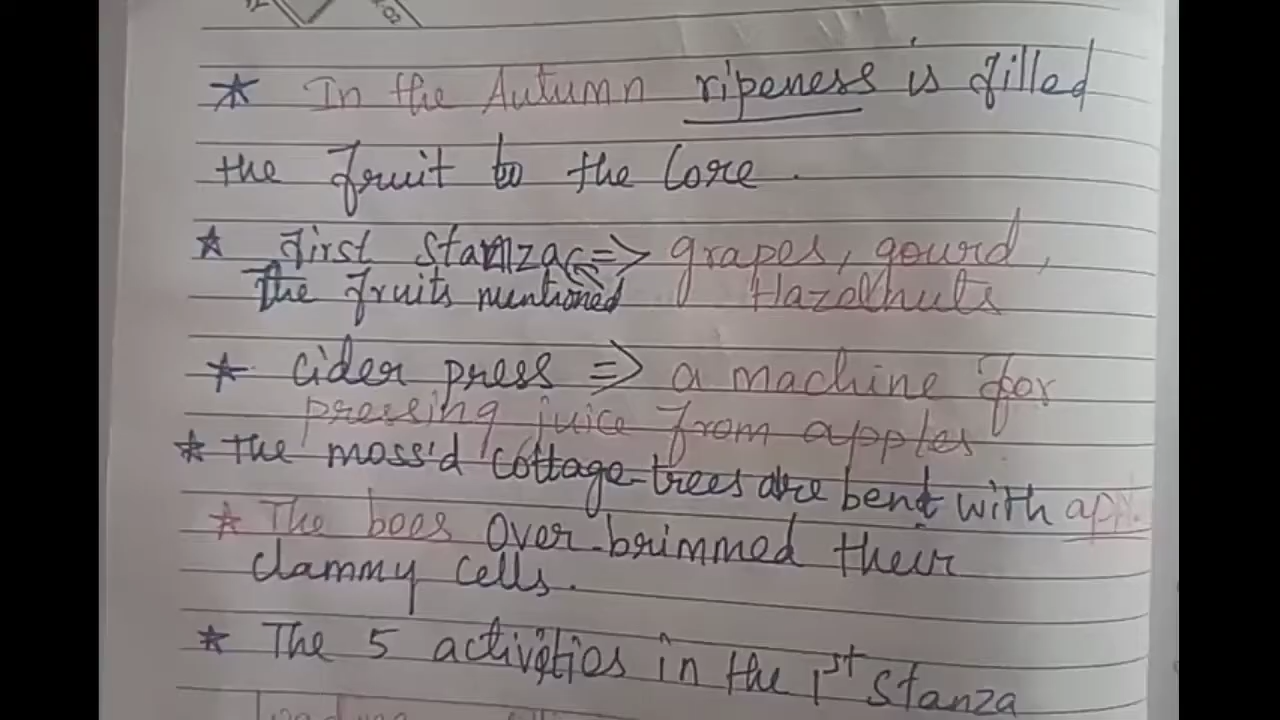 * In the Autumn ripeness is filled
the fruit to the Core.
* First Stanza => grapes, gourd,
The fruits mentioned Hazelnuts
* Cider press => a machine for
pressing juice from apples
* The moss'd cottage-trees are bent with
* The bees over-brimmed their
clammy cells.
* The 5 activities in the 1st Stanza